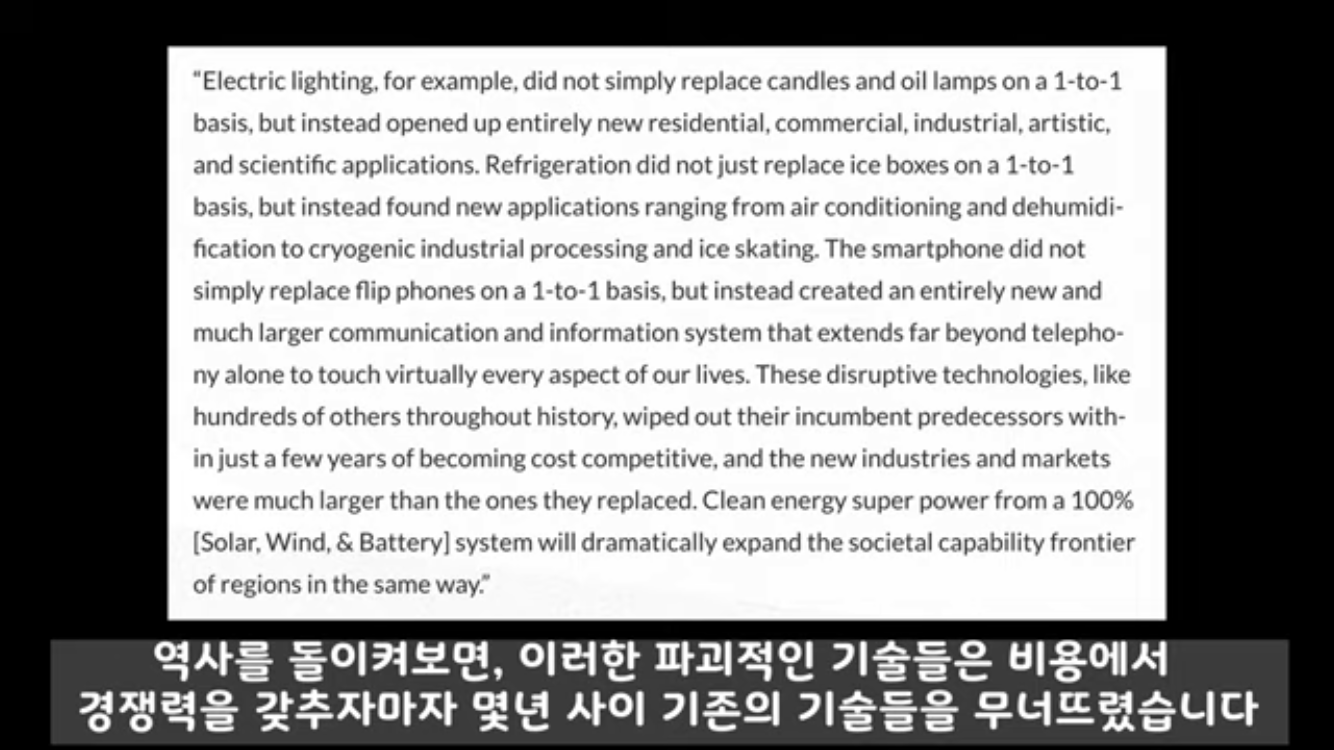 “Electric lighting, for example, did not simply replace candles and oil lamps on a 1-to-1
basis, but instead opened up entirely new residential, commercial, industrial, artistic,
and scientific applications. Refrigeration did not just replace ice boxes on a 1-to-1
basis, but instead found new applications ranging from air conditioning and dehumidi-
fication to cryogenic industrial processing and ice skating. The smartphone did not
simply replace flip phones on a 1-to-1 basis, but instead created an entirely new and
much larger communication and information system that extends far beyond telepho-
ny alone to touch virtually every aspect of our lives. These disruptive technologies, like
hundreds of others throughout history, wiped out their incumbent predecessors with-
in just a few years of becoming cost competitive, and the new industries and markets
were much larger than the ones they replaced. Clean energy super power from a 100%
[Solar, Wind, & Battery] system will dramatically expand the societal capability frontier
of regions in the same way.”
역사를 돌이켜보면, 이러한 파괴적인 기술들은 비용에서
경쟁력을 갖추자마자 몇년 사이 기존의 기술들을 무너뜨렸습니다